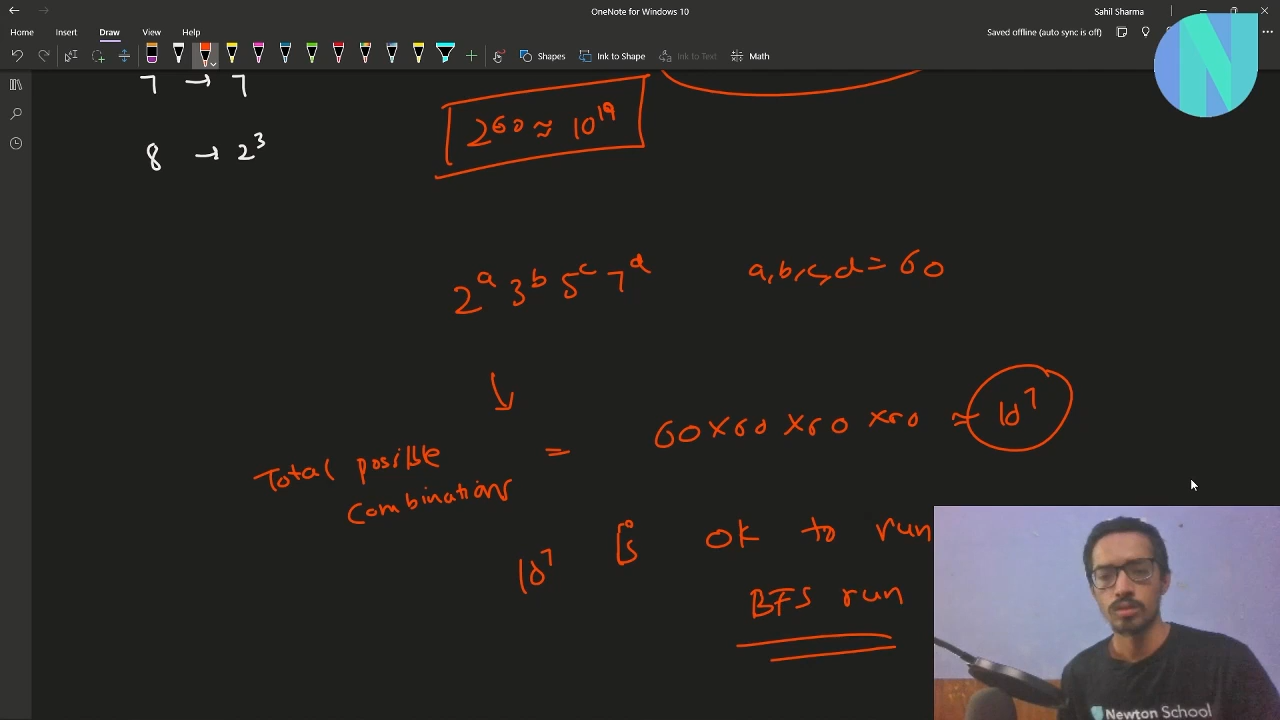 OneNote for Windows 10
Sahil Sharma
Home Insert Draw View Help
Saved offline (auto sync is off)
Shapes Ink to Shape Ink to Text Math
7 → 7
2^60 ≈ 10^19
8 → 2^3
2^a 3^b 5^c 7^d a,b,c,d = 60
↓
Total possible = 60 × 60 × 60 × 60 ≈ 10^7
combinations
10^7 is ok to run
BFS run
Newton School